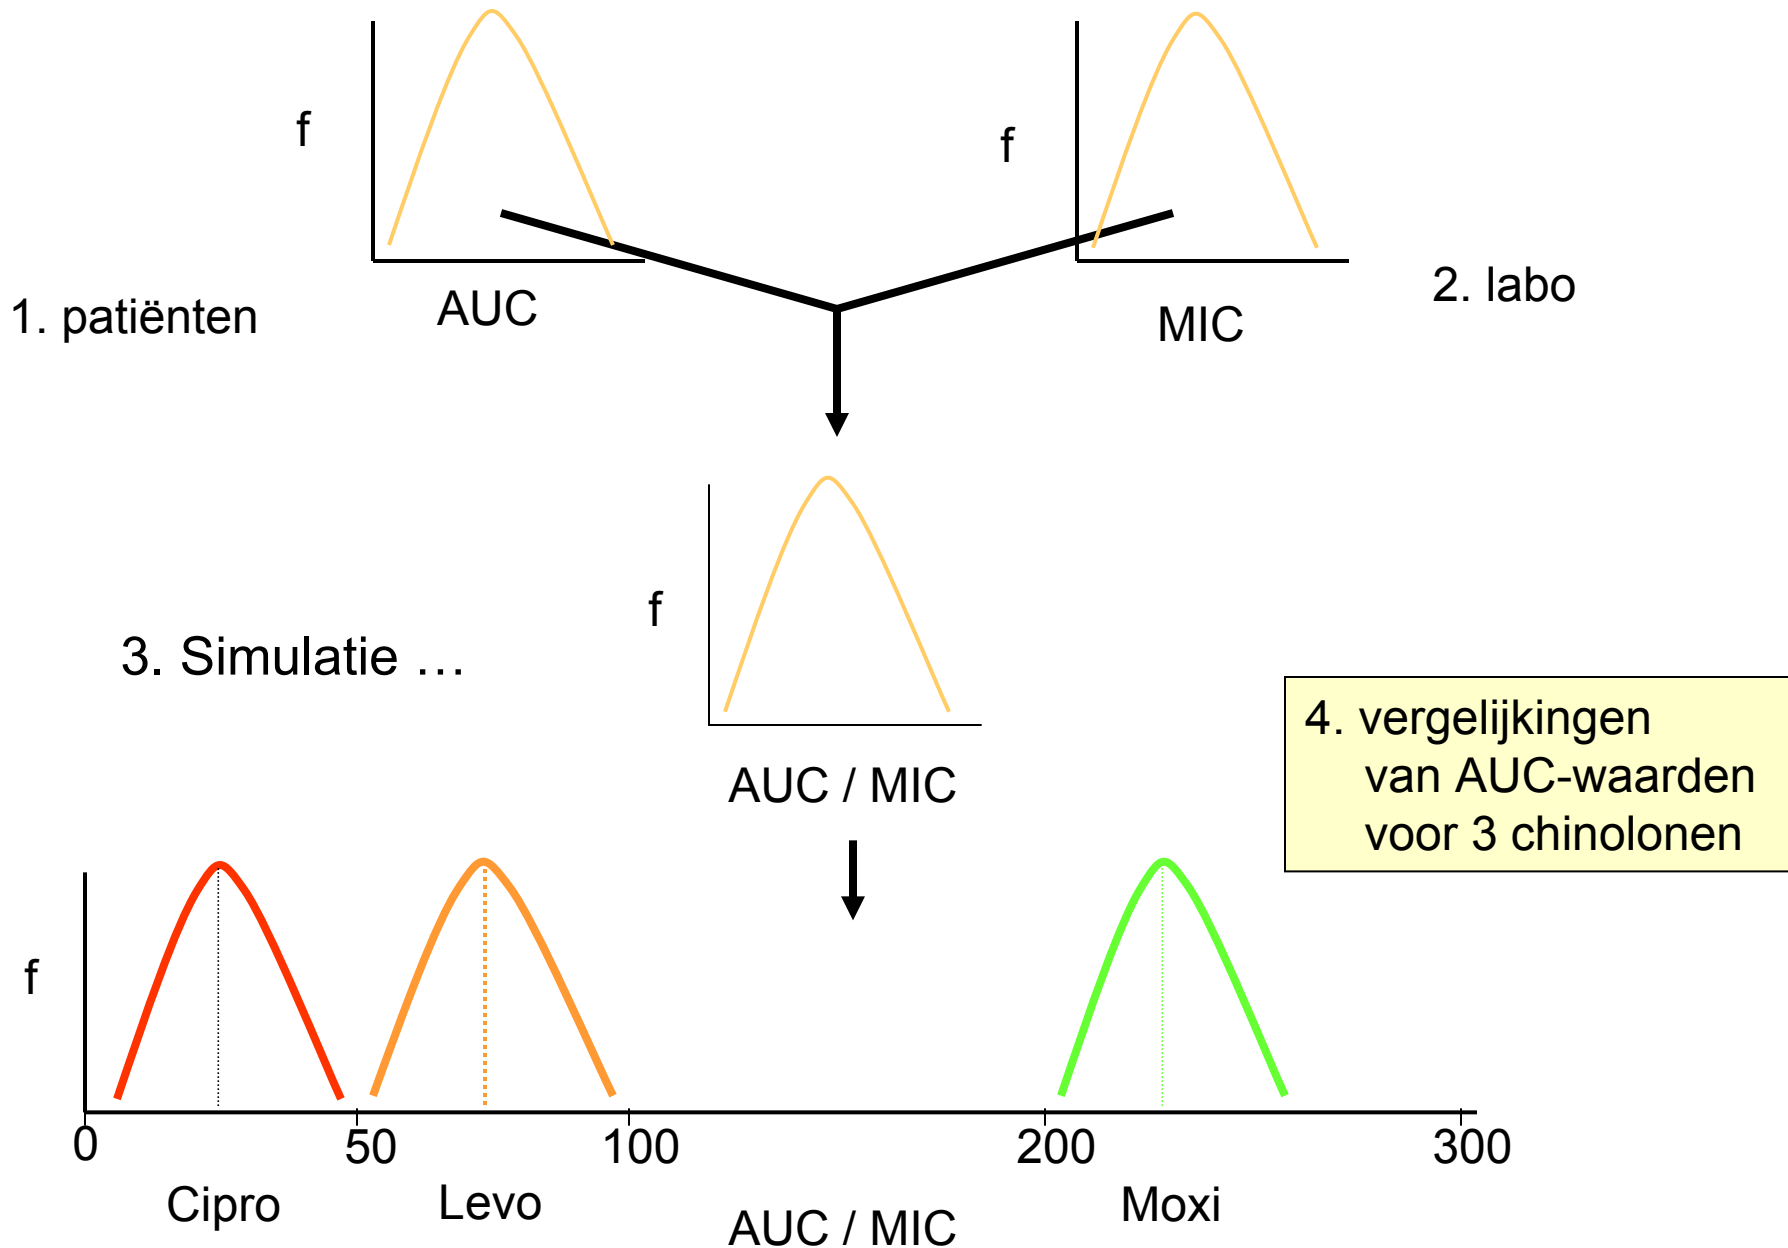 f
f
1. patiënten
AUC
MIC
2. labo
f
3. Simulatie …
AUC / MIC
4. vergelijkingen
van AUC-waarden
voor 3 chinolonen
f
0 50 100 200 300
Cipro Levo Moxi
AUC / MIC